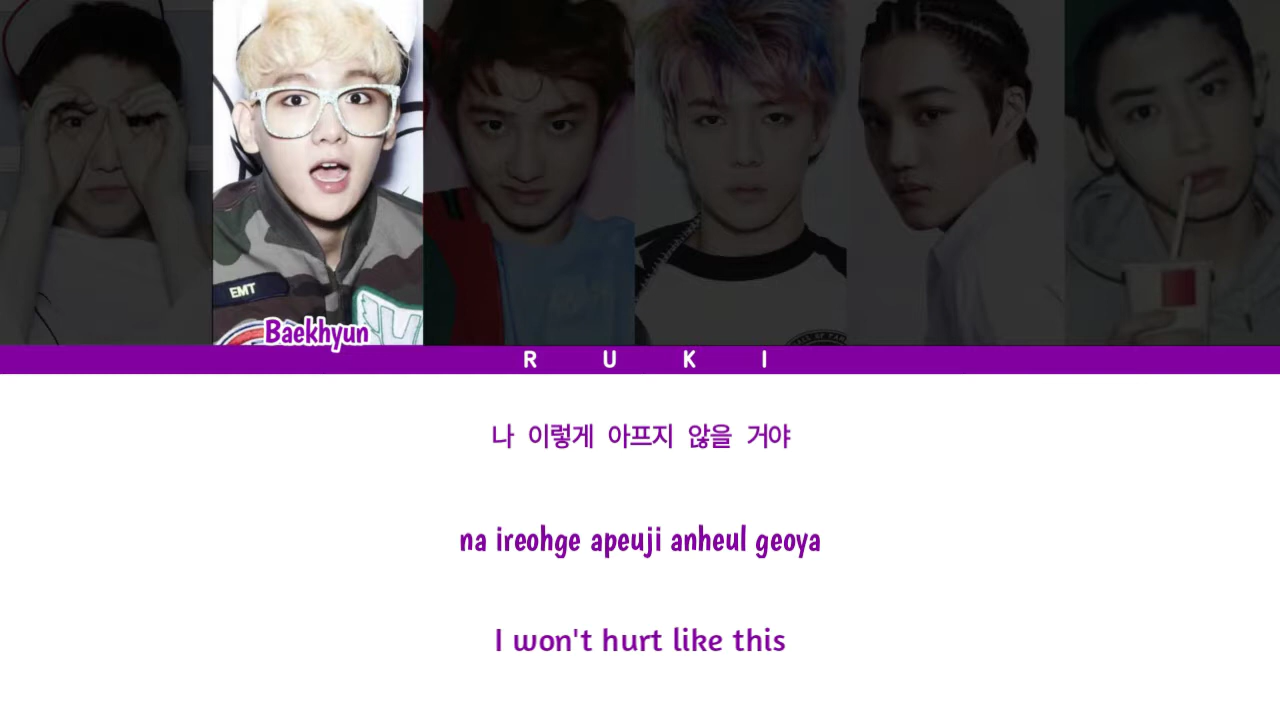 EMT
Baekhyun
R U K I
나 이렇게 아프지 않을 거야
na ireohge apeuji anheul geoya
I won't hurt like this